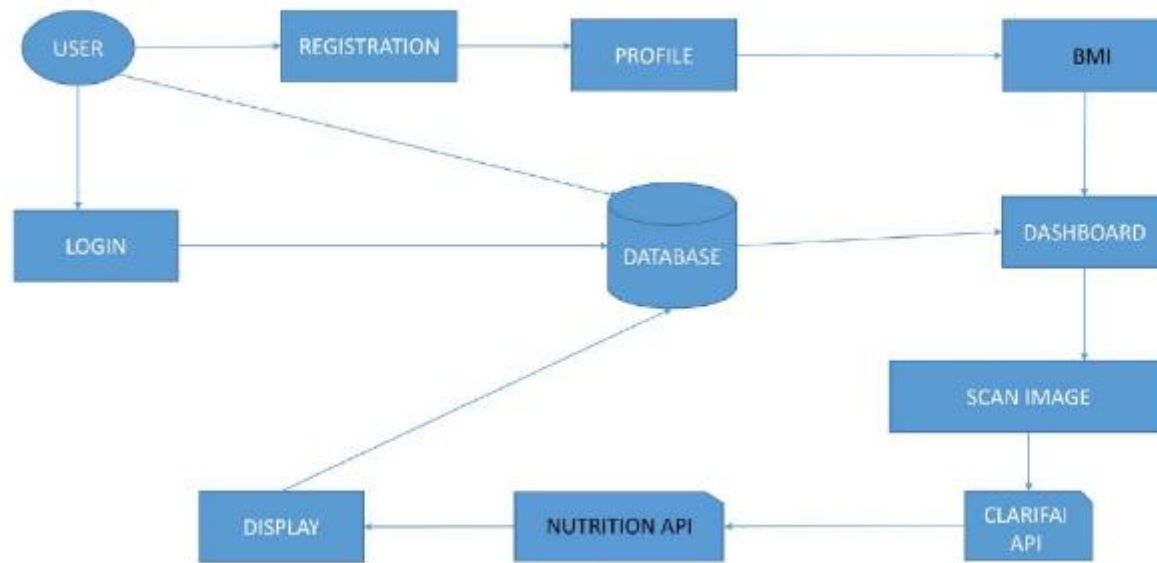 USER
REGISTRATION
PROFILE
BMI
LOGIN
DATABASE
DASHBOARD
SCAN IMAGE
DISPLAY
NUTRITION API
CLARIFAI
API